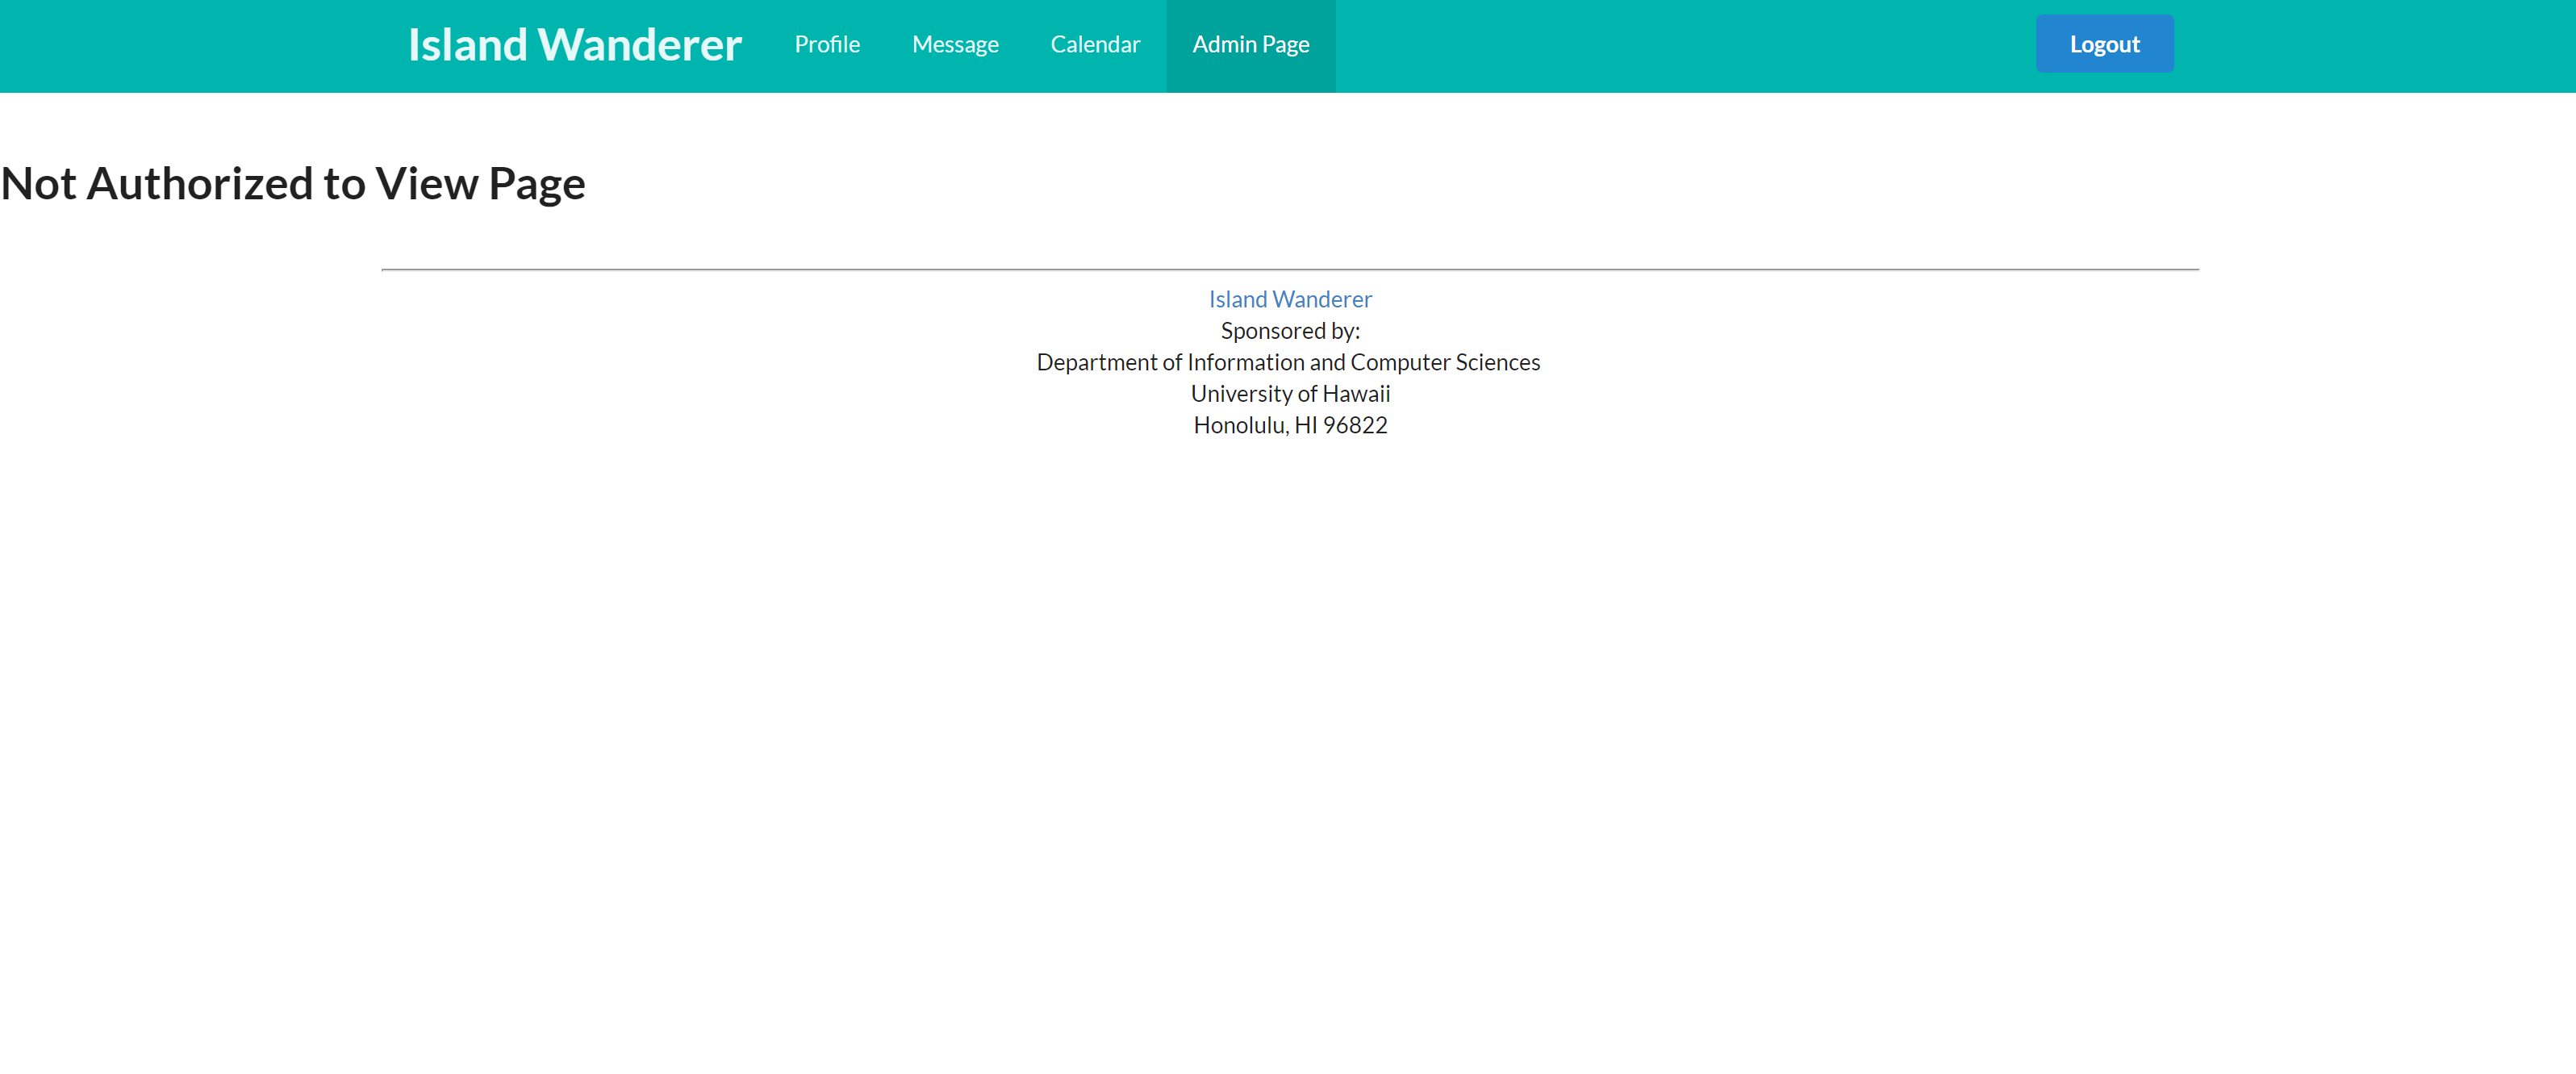 Island Wanderer Profile Message Calendar Admin Page Logout
Not Authorized to View Page
Island Wanderer
Sponsored by:
Department of Information and Computer Sciences
University of Hawaii
Honolulu, HI 96822